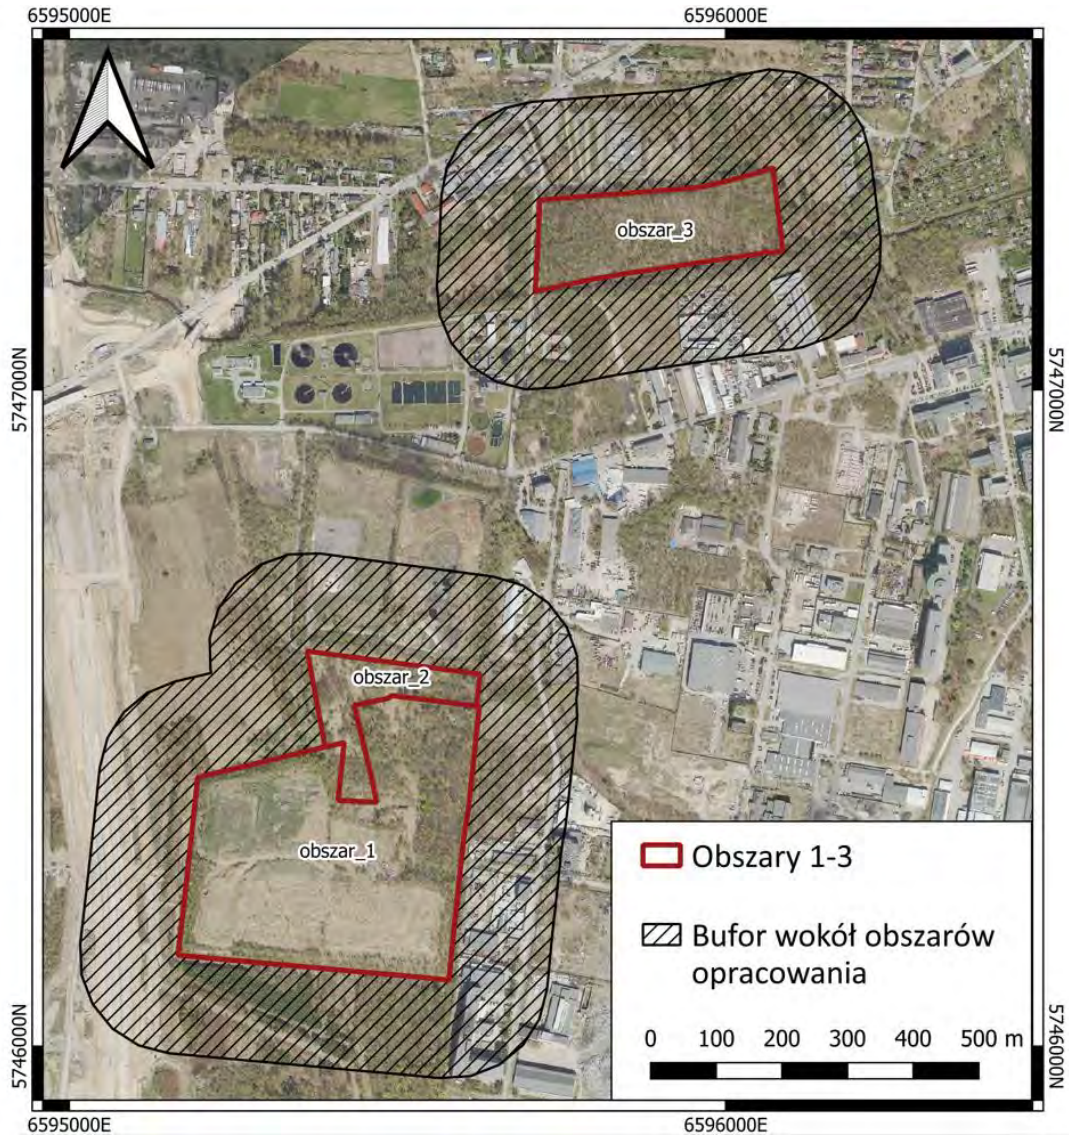 6595000E
6596000E
obszar_3
5747000N
5747000N
obszar_2
obszar_1
Obszary 1-3
Bufor wokół obszarów
opracowania
0 100 200 300 400 500 m
5746000N
5746000N
6595000E
6596000E